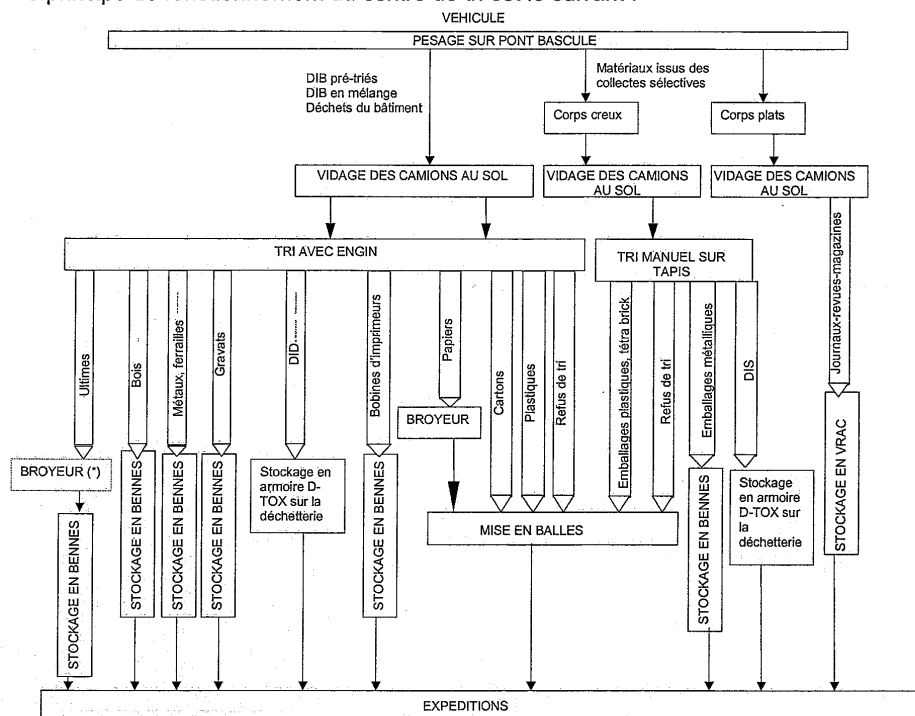 VEHICULE
PESAGE SUR PONT BASCULE
DIB pré-triés
DIB en mélange
Déchets du bâtiment
Matériaux issus des
collectes sélectives
Corps creux
Corps plats
VIDAGE DES CAMIONS AU SOL
VIDAGE DES CAMIONS
AU SOL
VIDAGE DES CAMIONS
AU SOL
TRI AVEC ENGIN
TRI MANUEL SUR
TAPIS
Ultimes
Bois
Métaux, ferrailles
Gravats
DID
Bobines d'imprimeurs
Papiers
Cartons
Plastiques
Refus de tri
Emballages plastiques, tétra brick
Refus de tri
Emballages métalliques
DIS
Journaux-revues-magazines
BROYEUR (*)
STOCKAGE EN BENNES
STOCKAGE EN BENNES
STOCKAGE EN BENNES
STOCKAGE EN BENNES
Stockage en
armoire D-
TOX sur la
déchetterie
STOCKAGE EN BENNES
BROYEUR
MISE EN BALLES
STOCKAGE EN BENNES
Stockage
en armoire
D-TOX sur
la
déchetterie
STOCKAGE EN VRAC
EXPEDITIONS